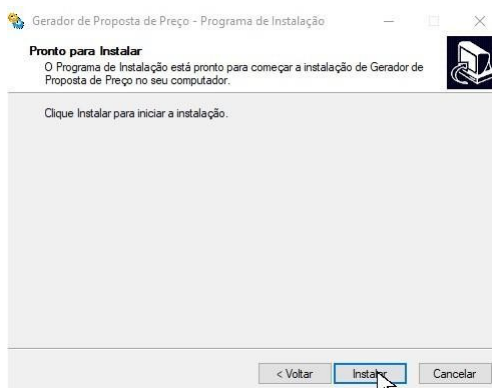 Gerador de Proposta de Preço - Programa de Instalação
Pronto para Instalar
O Programa de Instalação está pronto para começar a instalação de Gerador de
Proposta de Preço no seu computador.
Clique Instalar para iniciar a instalação.
< Voltar
Instalar
Cancelar